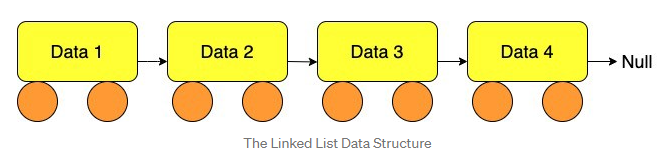 Data 1 Data 2 Data 3 Data 4 Null
The Linked List Data Structure